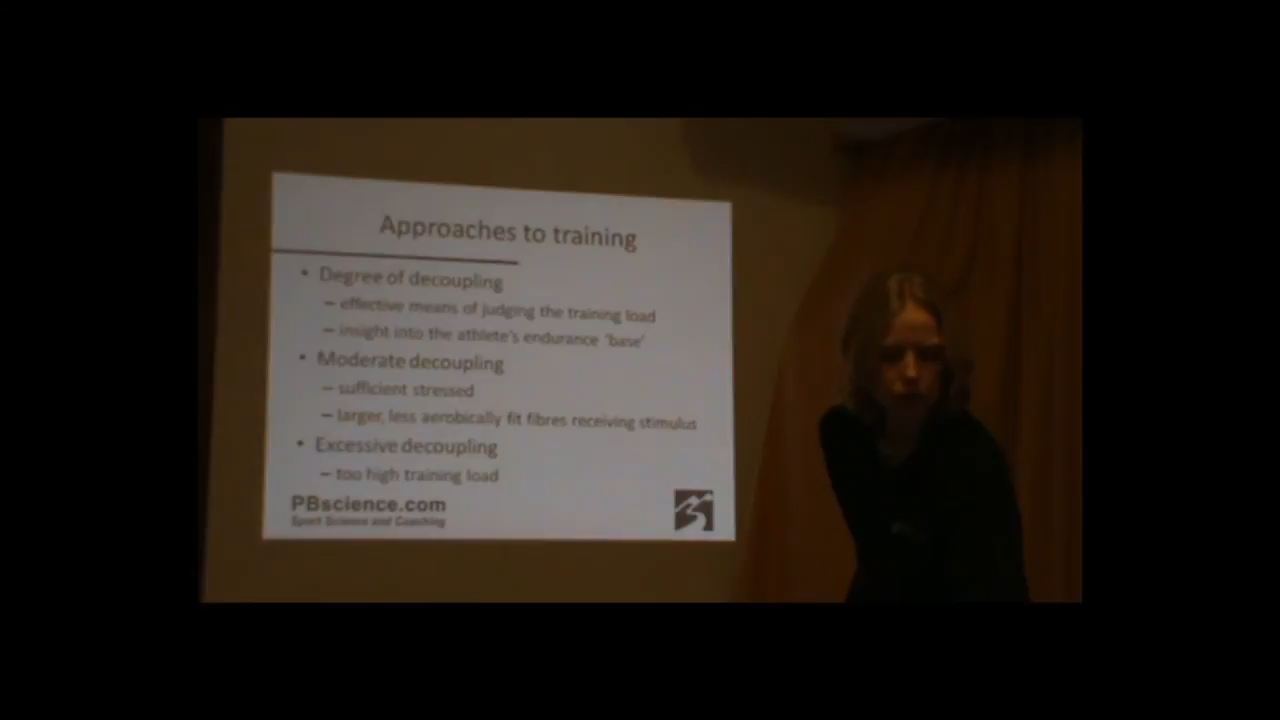 Approaches to training
• Degree of decoupling
– effective means of judging the training load
– insight into the athlete's endurance 'base'
• Moderate decoupling
– sufficient stressed
– larger, less aerobically fit fibres receiving stimulus
• Excessive decoupling
– too high training load
PBscience.com
Sport Science and Coaching